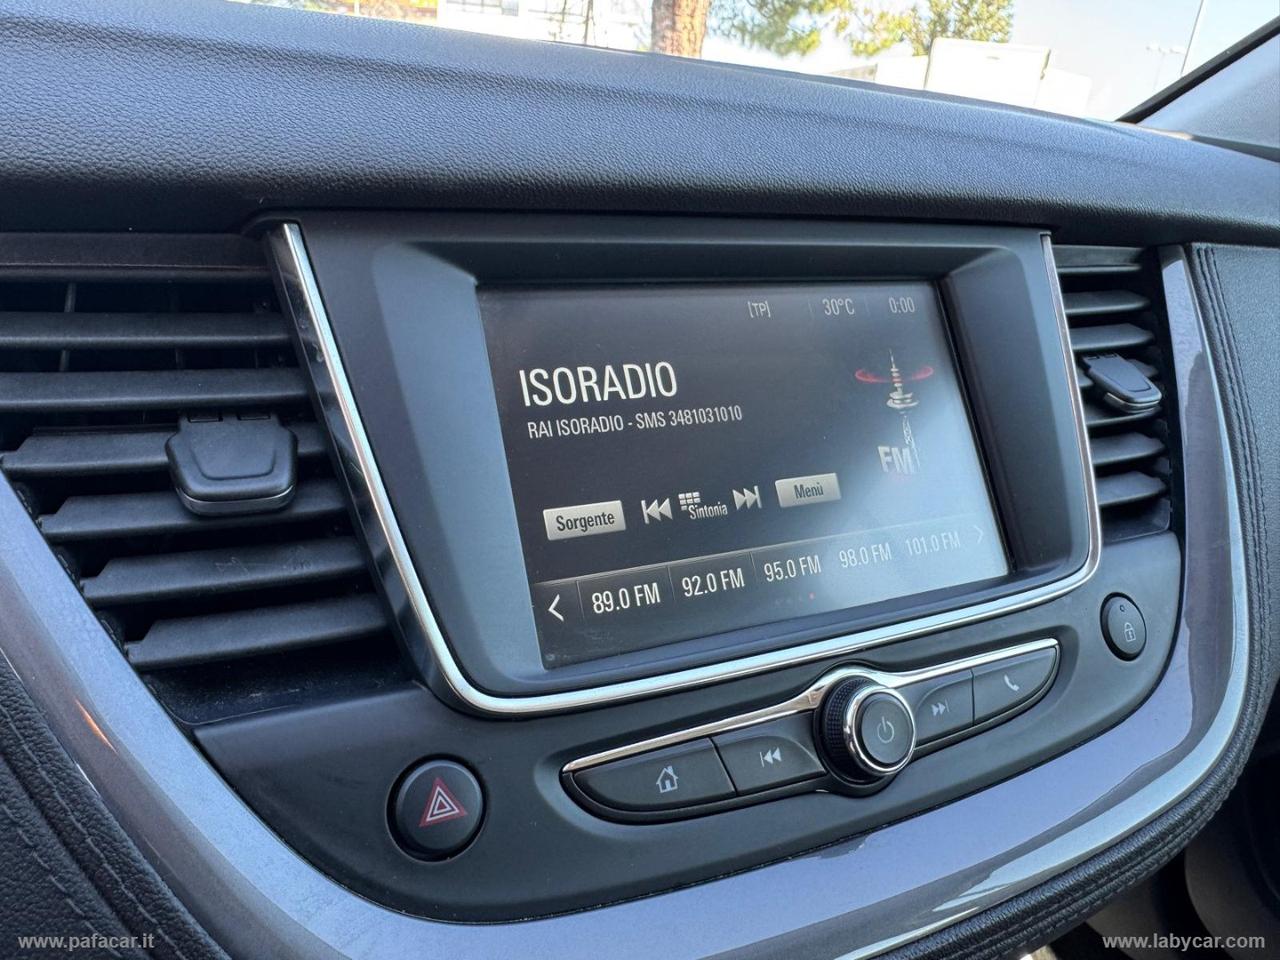 [TP] 30°C 0:00
ISORADIO
RAI ISORADIO - SMS 3481031010
FM
Sorgente Sintonia Menù
89.0 FM 92.0 FM 95.0 FM 98.0 FM 101.0 FM
www.pafacar.it
www.labycar.com